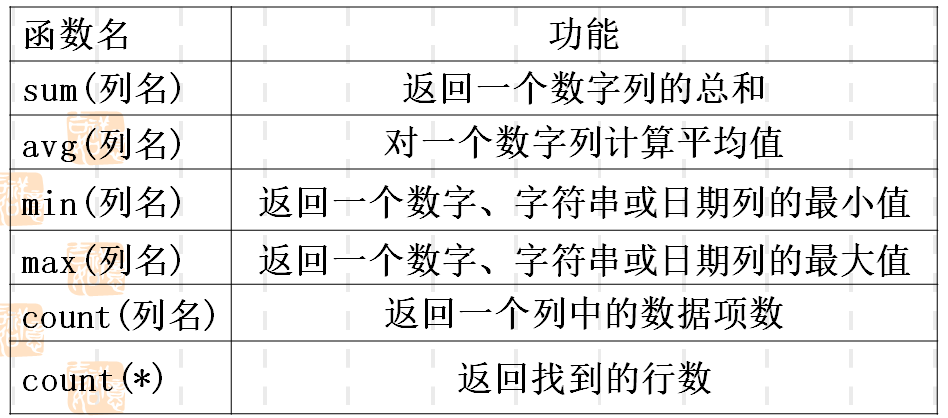 函数名 功能
sum(列名) 返回一个数字列的总和
avg(列名) 对一个数字列计算平均值
min(列名) 返回一个数字、字符串或日期列的最小值
max(列名) 返回一个数字、字符串或日期列的最大值
count(列名) 返回一个列中的数据项数
count(*) 返回找到的行数